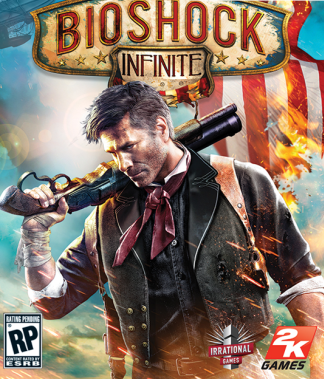 BIOSHOCK
INFINITE
RATING PENDING
RP
CONTENT RATED BY
ESRB
IRRATIONAL
GAMES
2K
GAMES